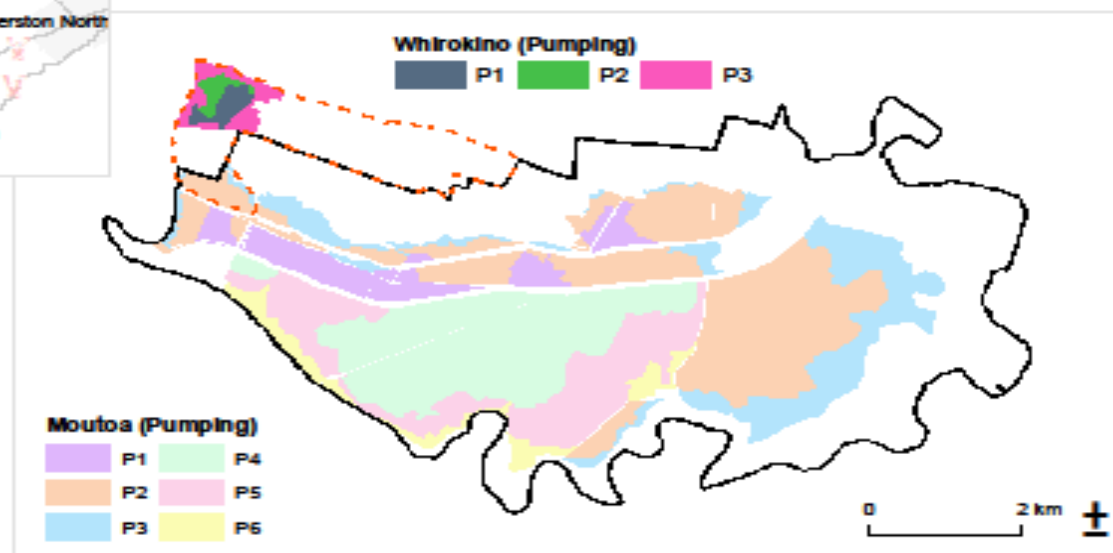 erston North
Whirokino (Pumping)
P1 P2 P3
Moutoa (Pumping)
P1 P4
P2 P5
P3 P6
0 2 km